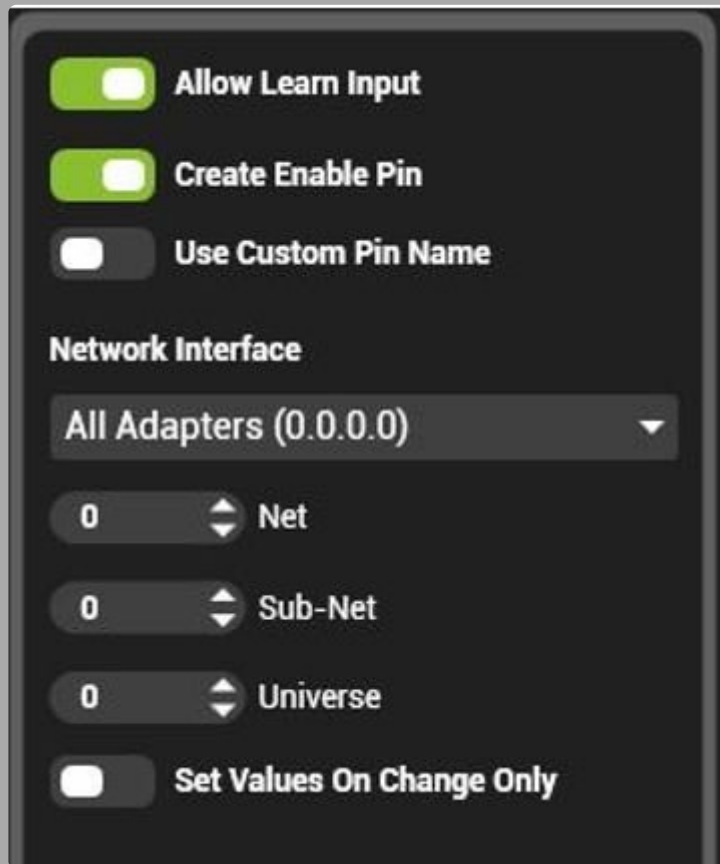 Allow Learn Input
Create Enable Pin
Use Custom Pin Name
Network Interface
All Adapters (0.0.0.0)
0 Net
0 Sub-Net
0 Universe
Set Values On Change Only